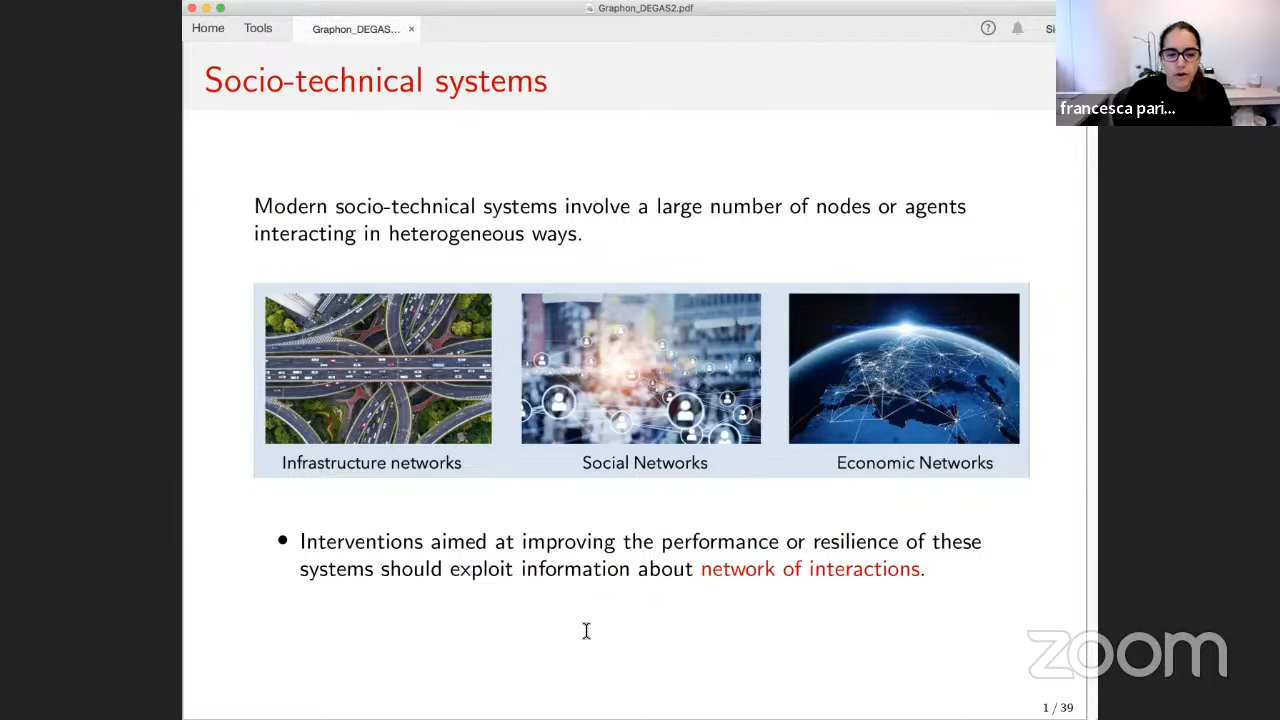 Graphon_DEGAS2.pdf
Home
Tools
Graphon_DEGAS...
Socio-technical systems
francesca pari...
Modern socio-technical systems involve a large number of nodes or agents
interacting in heterogeneous ways.
Infrastructure networks
Social Networks
Economic Networks
• Interventions aimed at improving the performance or resilience of these
systems should exploit information about network of interactions.
zoom
1 / 39